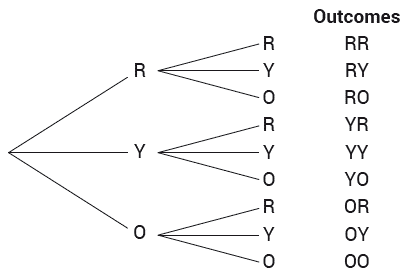 Outcomes
R RR
R Y RY
O RO
R YR
Y Y YY
O YO
R OR
O Y OY
O OO